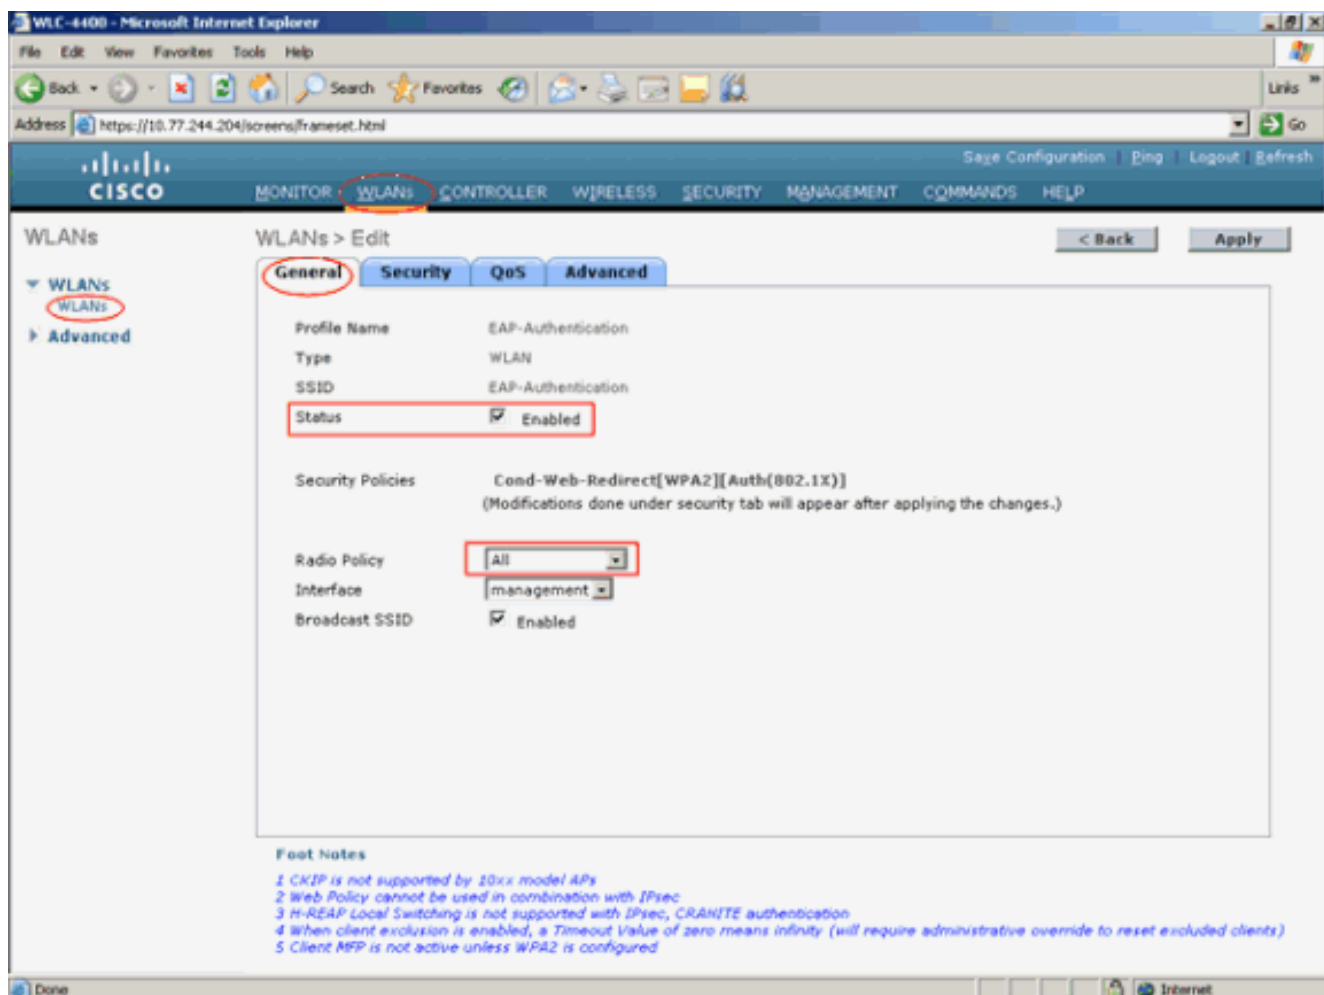 WLC-4400 - Microsoft Internet Explorer
File Edit View Favorites Tools Help
Back Search Favorites Links
Address https://10.77.244.204/screens/frameset.html Go
Save Configuration | Ping | Logout | Refresh
CISCO MONITOR WLANs CONTROLLER WIRELESS SECURITY MANAGEMENT COMMANDS HELP
WLANs WLANs > Edit < Back Apply
General Security QoS Advanced
WLANs
WLANs
Advanced
Profile Name EAP-Authentication
Type WLAN
SSID EAP-Authentication
Status Enabled
Security Policies Cond-Web-Redirect[WPA2][Auth(802.1X)]
(Modifications done under security tab will appear after applying the changes.)
Radio Policy All
Interface management
Broadcast SSID Enabled
Foot Notes
1 CKIP is not supported by 10xx model APs
2 Web Policy cannot be used in combination with IPsec
3 H-REAP Local Switching is not supported with IPsec, CRANITE authentication
4 When client exclusion is enabled, a Timeout Value of zero means infinity (will require administrative override to reset excluded clients)
5 Client MFP is not active unless WPA2 is configured
Done Internet